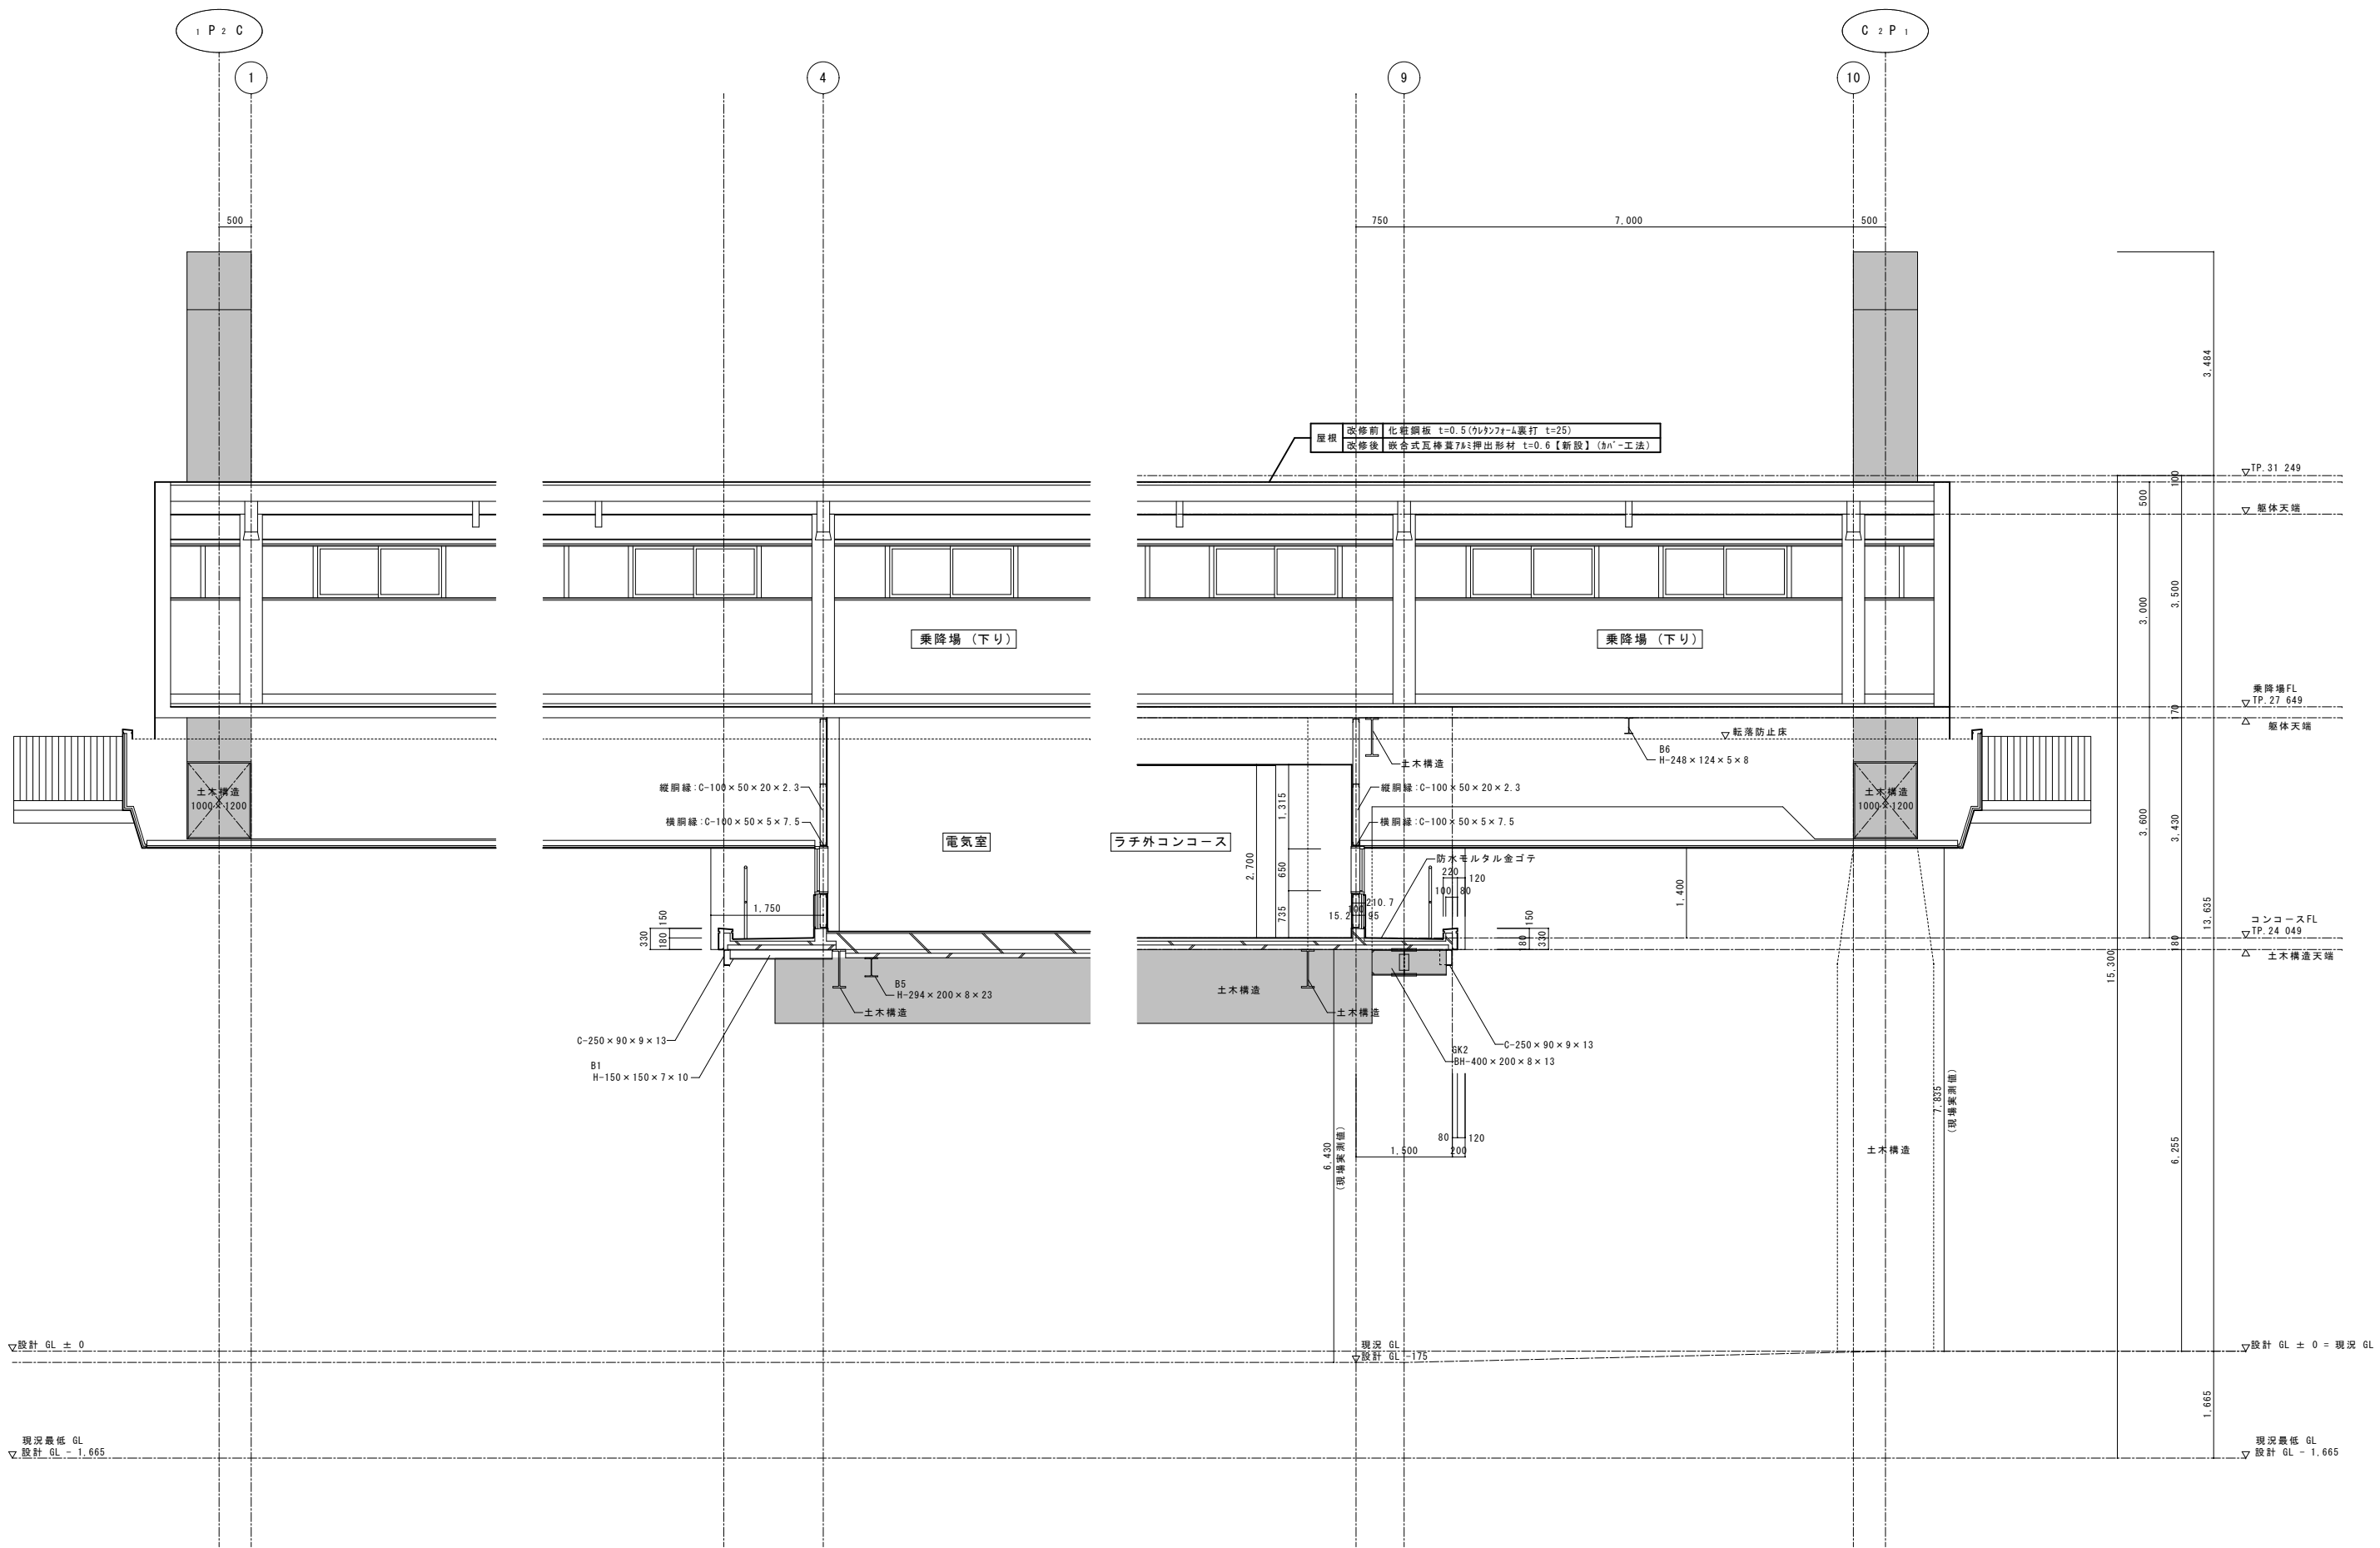 1 P 2 C
C 2 P 1
1
4
9
10
500
750
7,000
500
3,484
屋根
改修前 化粧鋼板 t=0.5(ウレタンフォーム裏打 t=25)
改修後 嵌合式瓦棒葺アルミ押出形材 t=0.6【新設】(カバー工法)
TP.31 249
100
500
躯体天端
3,500
3,000
乗降場 (下り)
乗降場 (下り)
乗降場FL
TP.27 649
170
躯体天端
転落防止床
B6
H-248×124×5×8
土木構造
土木構造
1000×1200
土木構造
1000×1200
縦胴縁:C-100×50×20×2.3
縦胴縁:C-100×50×20×2.3
横胴縁:C-100×50×5×7.5
横胴縁:C-100×50×5×7.5
1,315
3,600
3,430
電気室
ラチ外コンコース
防水モルタル金ゴテ
2,700
650
220
120
100
80
1,400
210.7
100
15.2
95
735
1,750
150
330
180
150
180
330
13,635
コンコースFL
TP.24 049
180
土木構造天端
15,300
B5
H-294×200×8×23
土木構造
土木構造
土木構造
C-250×90×9×13
C-250×90×9×13
GK2
BH-400×200×8×13
B1
H-150×150×7×10
7,835
(現場実測値)
6,430
(現場実測値)
80
120
1,500
200
土木構造
6,255
設計 GL ± 0
現況 GL
設計 GL -175
設計 GL ± 0 = 現況 GL
1,665
現況最低 GL
設計 GL - 1,665
現況最低 GL
設計 GL - 1,665